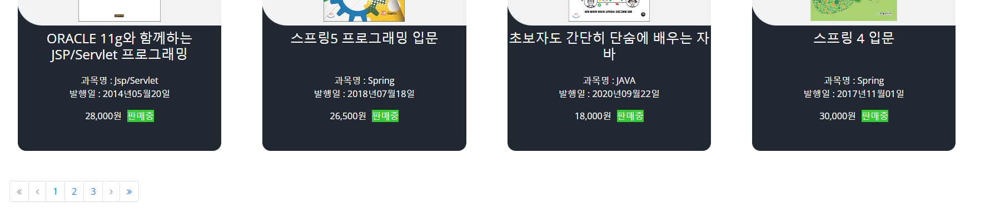 ORACLE 11g와 함께하는
JSP/Servlet 프로그래밍
과목명 : Jsp/Servlet
발행일 : 2014년05월20일
28,000원 판매중
스프링5 프로그래밍 입문
과목명 : Spring
발행일 : 2018년07월18일
26,500원 판매중
초보자도 간단히 단숨에 배우는 자
바
과목명 : JAVA
발행일 : 2020년09월22일
18,000원 판매중
스프링 4 입문
과목명 : Spring
발행일 : 2017년11월01일
30,000원 판매중
« ‹ 1 2 3 › »